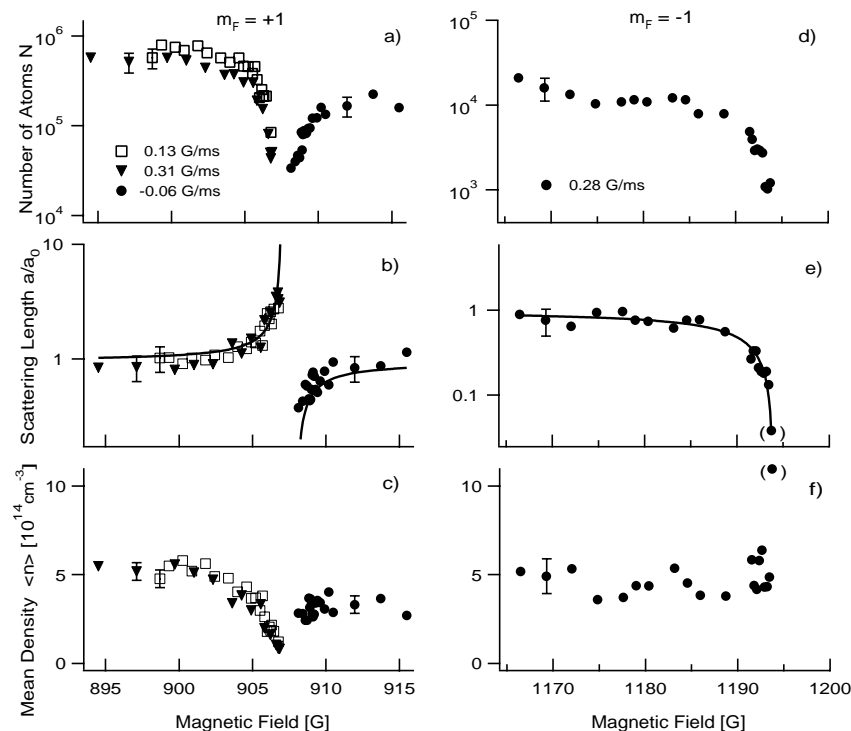 m_F = +1
m_F = -1
Number of Atoms N
10^6
10^5
10^4
a)
0.13 G/ms
0.31 G/ms
-0.06 G/ms
10^5
10^4
10^3
d)
0.28 G/ms
Scattering Length a/a_0
10
1
b)
1
0.1
e)
( )
Mean Density <n> [10^14 cm^-3]
10
5
0
c)
10
5
0
( )
f)
895 900 905 910 915
1170 1180 1190 1200
Magnetic Field [G]
Magnetic Field [G]